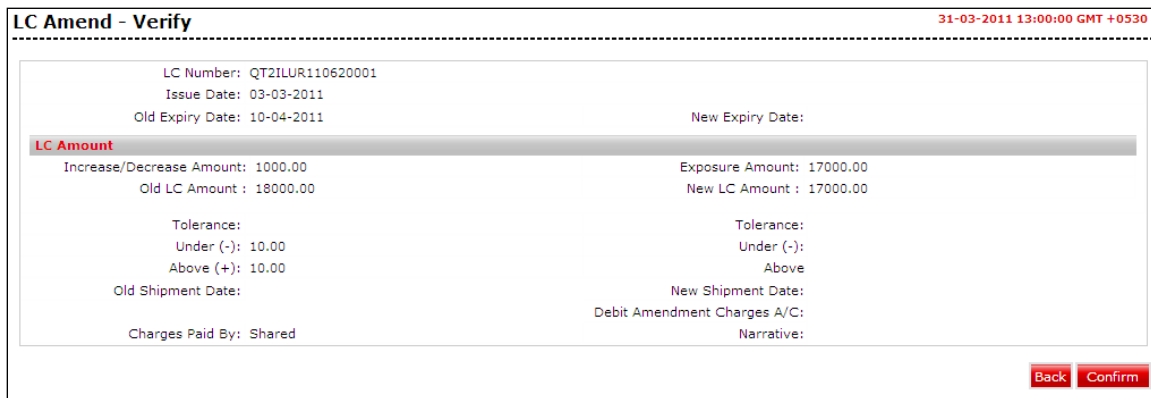 LC Amend - Verify 31-03-2011 13:00:00 GMT +0530
LC Number: QT2ILUR110620001
Issue Date: 03-03-2011
Old Expiry Date: 10-04-2011 New Expiry Date:
LC Amount
Increase/Decrease Amount: 1000.00 Exposure Amount: 17000.00
Old LC Amount : 18000.00 New LC Amount : 17000.00
Tolerance: Tolerance:
Under (-): 10.00 Under (-):
Above (+): 10.00 Above
Old Shipment Date: New Shipment Date:
Debit Amendment Charges A/C:
Charges Paid By: Shared Narrative:
Back Confirm